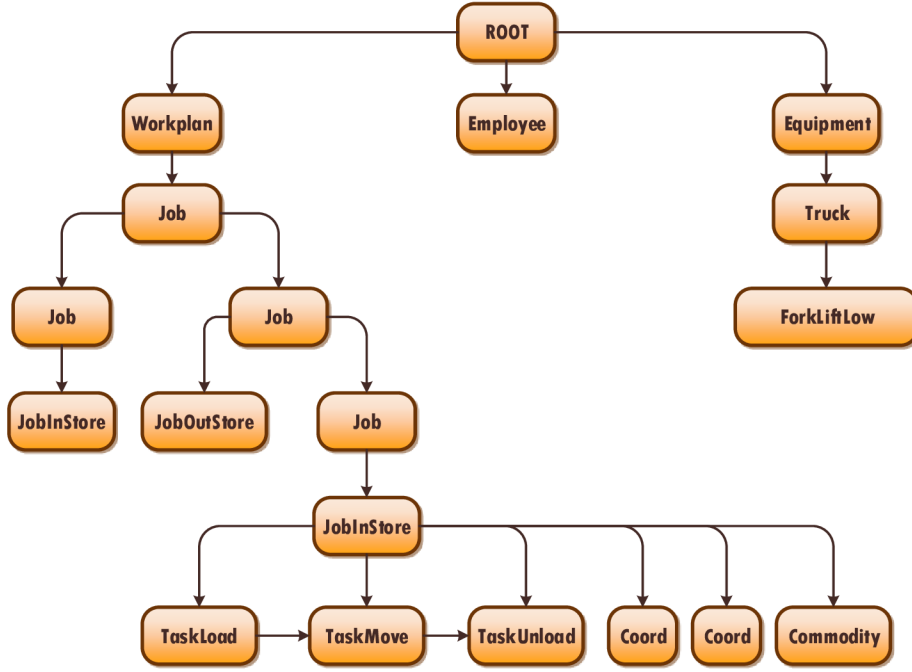 ROOT
Workplan
Employee
Equipment
Job
Truck
Job
Job
ForkLiftLow
JobInStore
JobOutStore
Job
JobInStore
TaskLoad
TaskMove
TaskUnload
Coord
Coord
Commodity